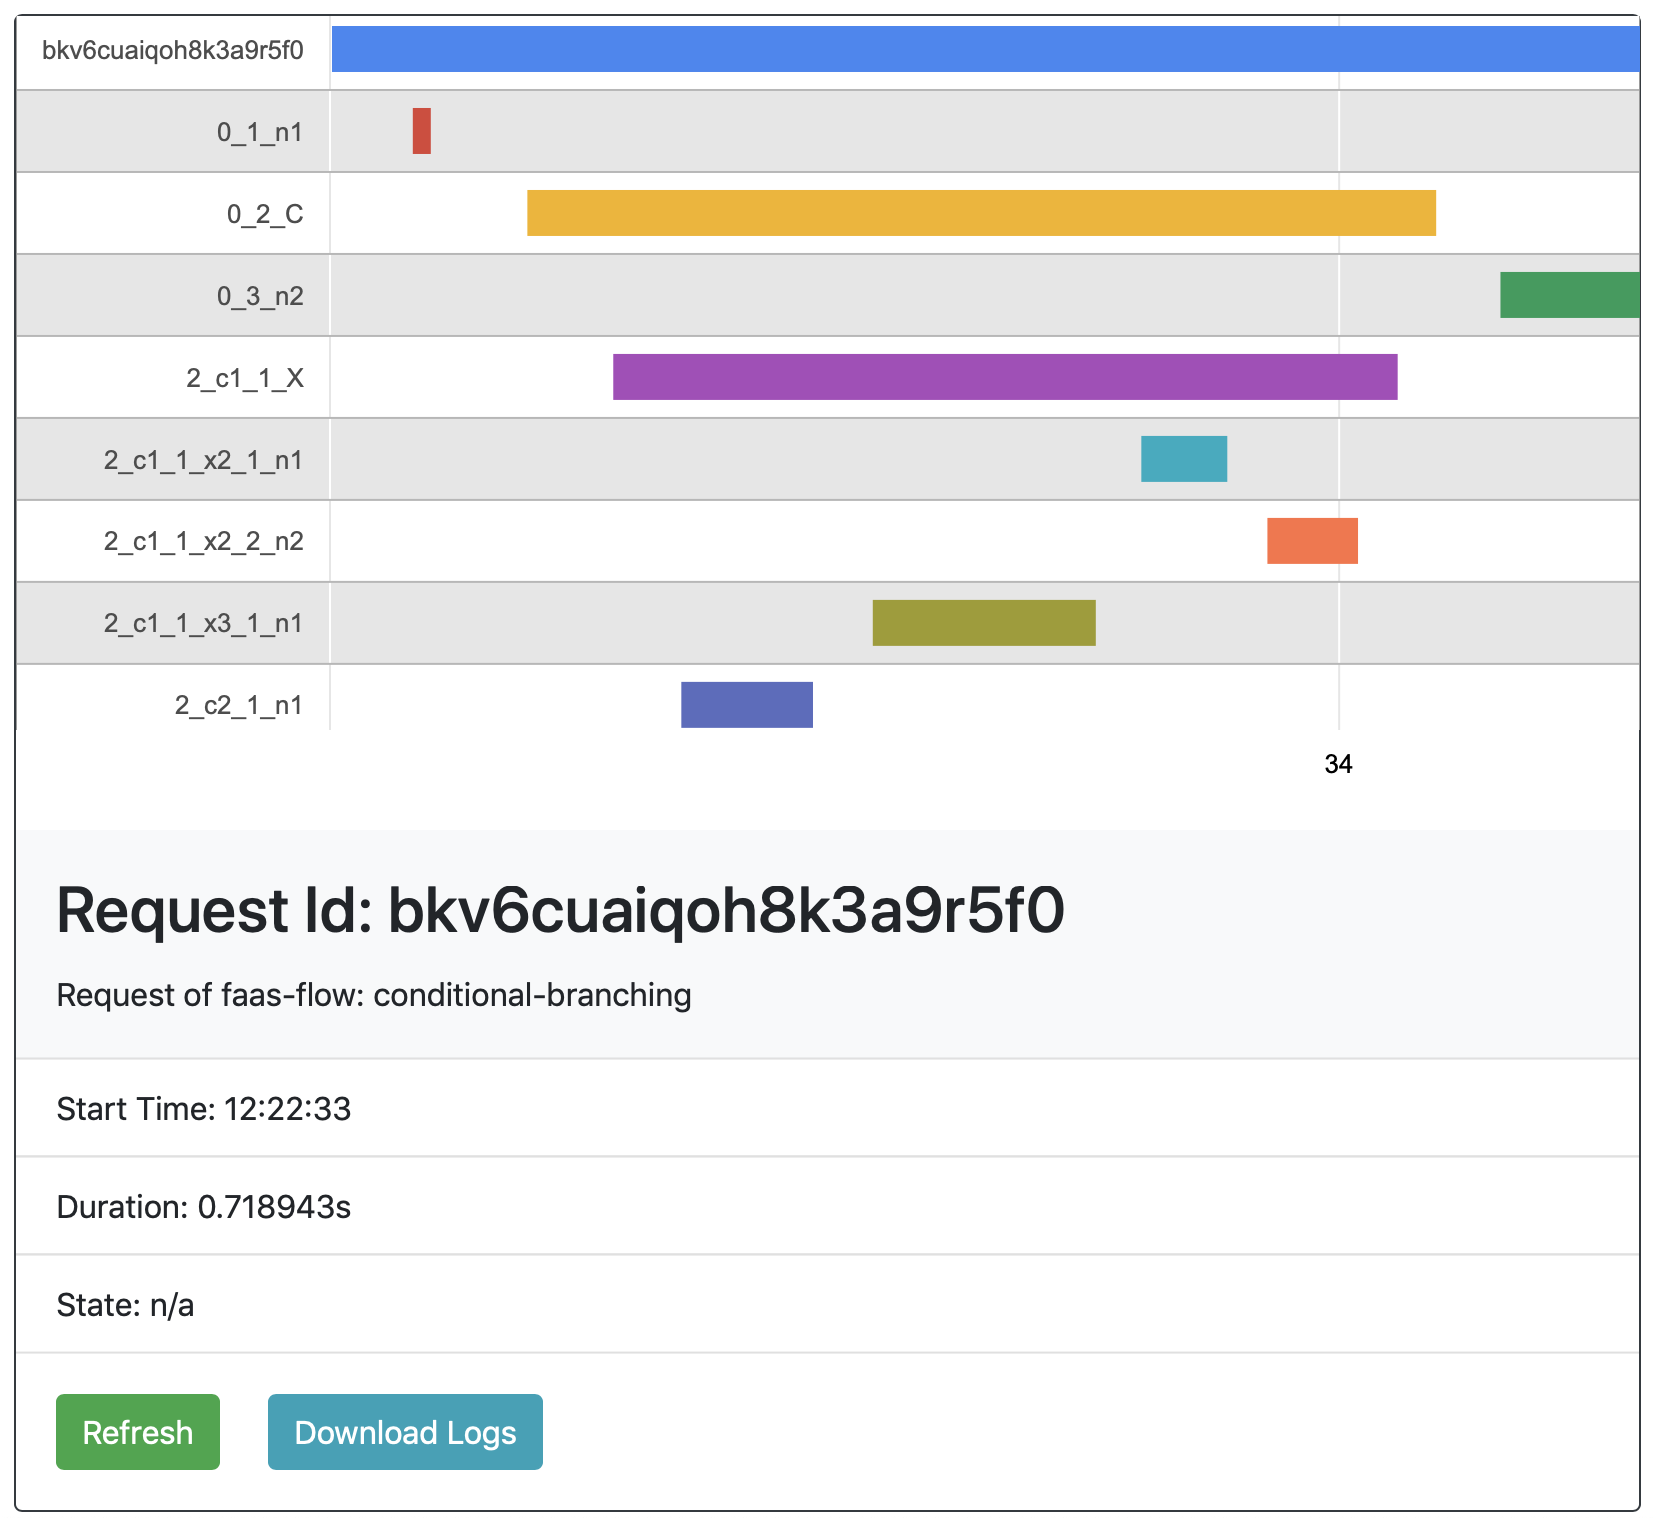 bkv6cuaiqoh8k3a9r5f0
0_1_n1
0_2_C
0_3_n2
2_c1_1_X
2_c1_1_x2_1_n1
2_c1_1_x2_2_n2
2_c1_1_x3_1_n1
2_c2_1_n1
34
Request Id: bkv6cuaiqoh8k3a9r5f0
Request of faas-flow: conditional-branching
Start Time: 12:22:33
Duration: 0.718943s
State: n/a
Refresh
Download Logs